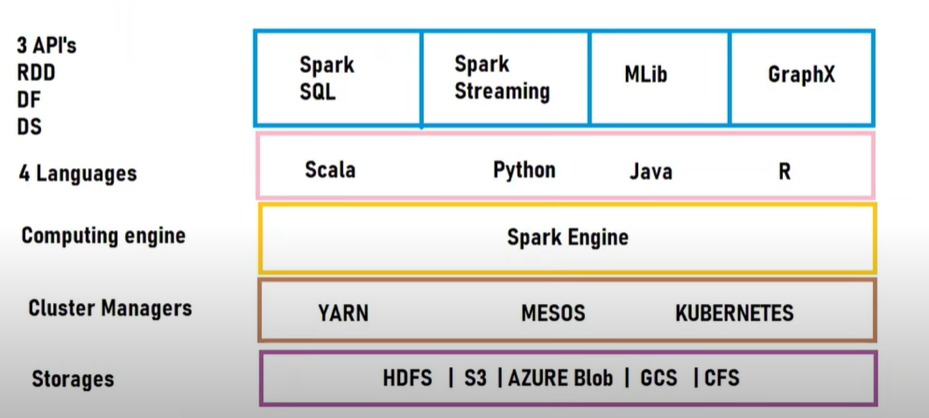 3 API's
RDD
DF
DS
Spark
SQL
Spark
Streaming
MLib
GraphX
4 Languages
Scala Python Java R
Computing engine
Spark Engine
Cluster Managers
YARN MESOS KUBERNETES
Storages
HDFS | S3 | AZURE Blob | GCS | CFS